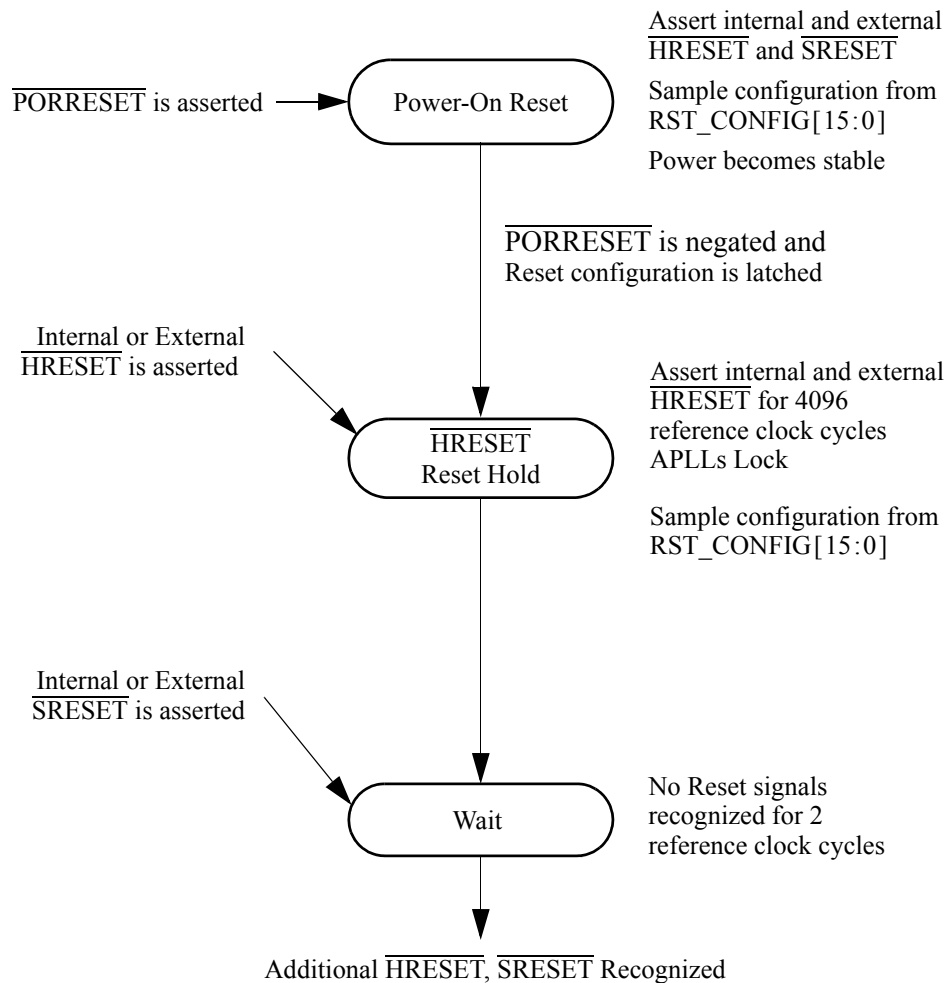 Assert internal and external
HRESET and SRESET
PORRESET is asserted
Power-On Reset
Sample configuration from
RST_CONFIG[15:0]
Power becomes stable
PORRESET is negated and
Reset configuration is latched
Internal or External
HRESET is asserted
Assert internal and external
HRESET for 4096
reference clock cycles
APLLs Lock
HRESET
Reset Hold
Sample configuration from
RST_CONFIG[15:0]
Internal or External
SRESET is asserted
Wait
No Reset signals
recognized for 2
reference clock cycles
Additional HRESET, SRESET Recognized